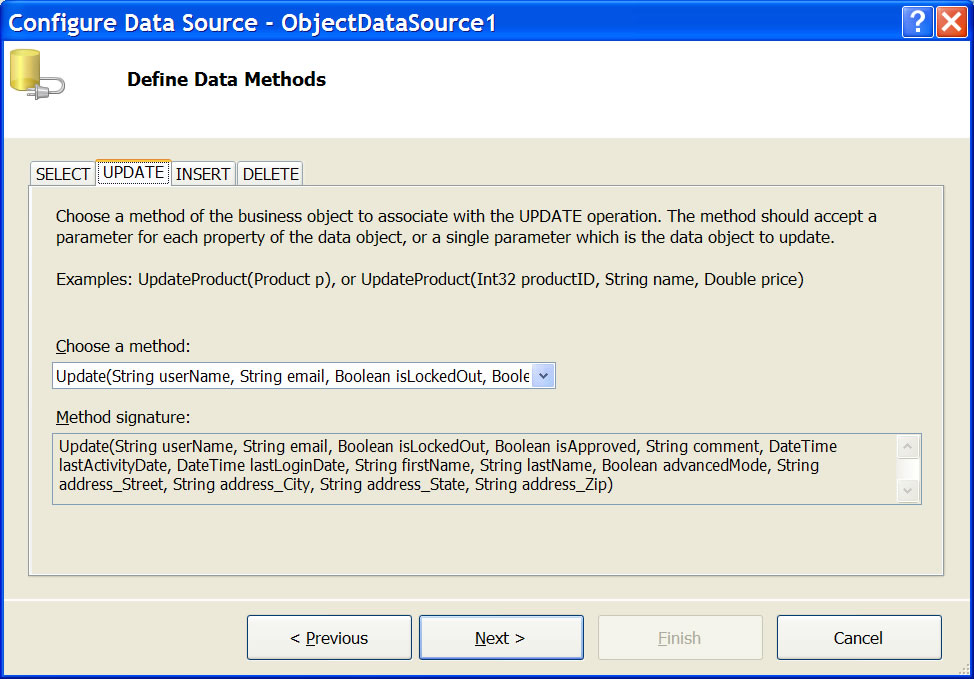 Configure Data Source - ObjectDataSource1
Define Data Methods
SELECT UPDATE INSERT DELETE
Choose a method of the business object to associate with the UPDATE operation. The method should accept a
parameter for each property of the data object, or a single parameter which is the data object to update.
Examples: UpdateProduct(Product p), or UpdateProduct(Int32 productID, String name, Double price)
Choose a method:
Update(String userName, String email, Boolean isLockedOut, Boole
Method signature:
Update(String userName, String email, Boolean isLockedOut, Boolean isApproved, String comment, DateTime
lastActivityDate, DateTime lastLoginDate, String firstName, String lastName, Boolean advancedMode, String
address_Street, String address_City, String address_State, String address_Zip)
< Previous Next > Finish Cancel